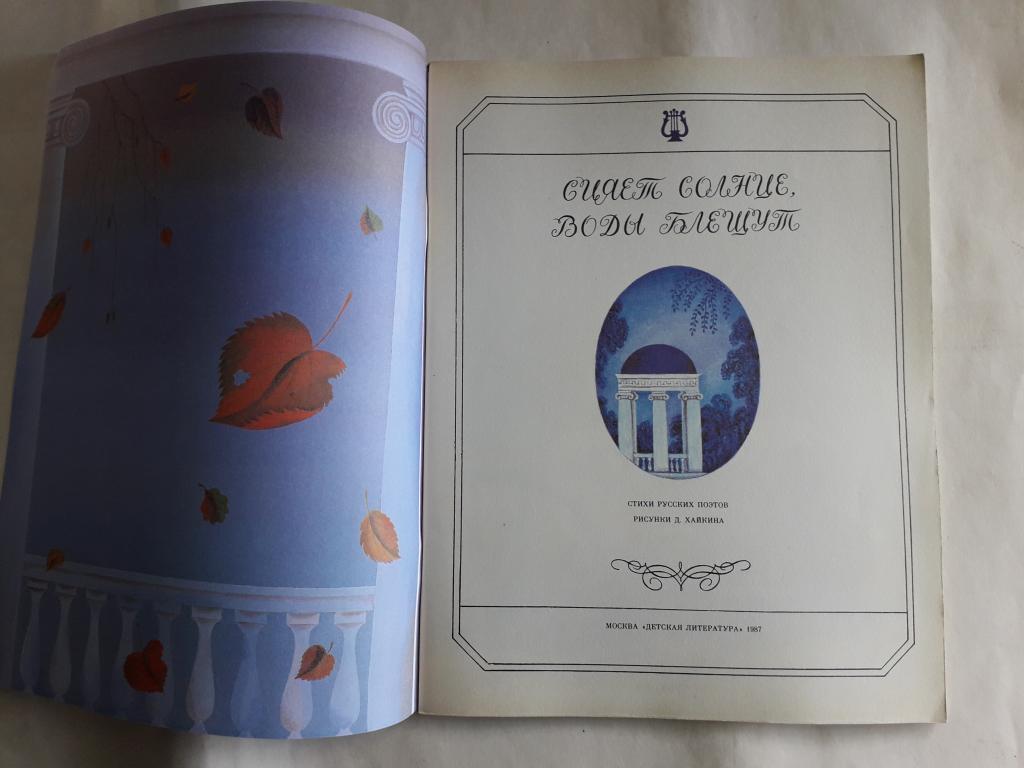 СИЯЕТ СОЛНЦЕ,
ВОДЫ БЛЕЩУТ
СТИХИ РУССКИХ ПОЭТОВ
РИСУНКИ Д. ХАЙКИНА
МОСКВА «ДЕТСКАЯ ЛИТЕРАТУРА» 1987